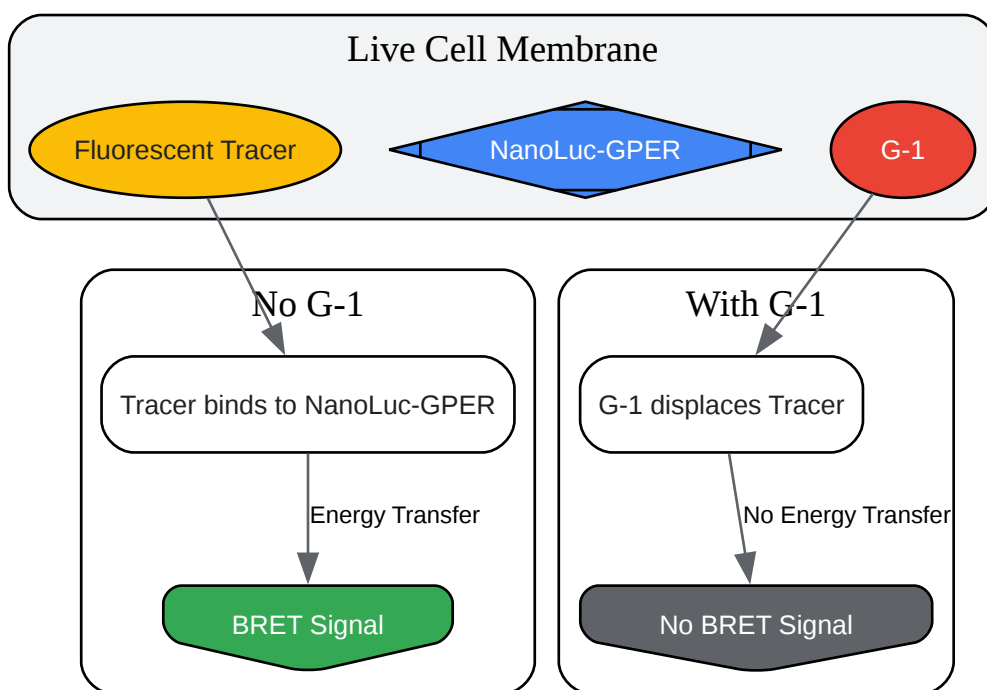 Live Cell Membrane
Fluorescent Tracer
NanoLuc-GPER
G-1
No G-1
With G-1
Tracer binds to NanoLuc-GPER
G-1 displaces Tracer
Energy Transfer
No Energy Transfer
BRET Signal
No BRET Signal